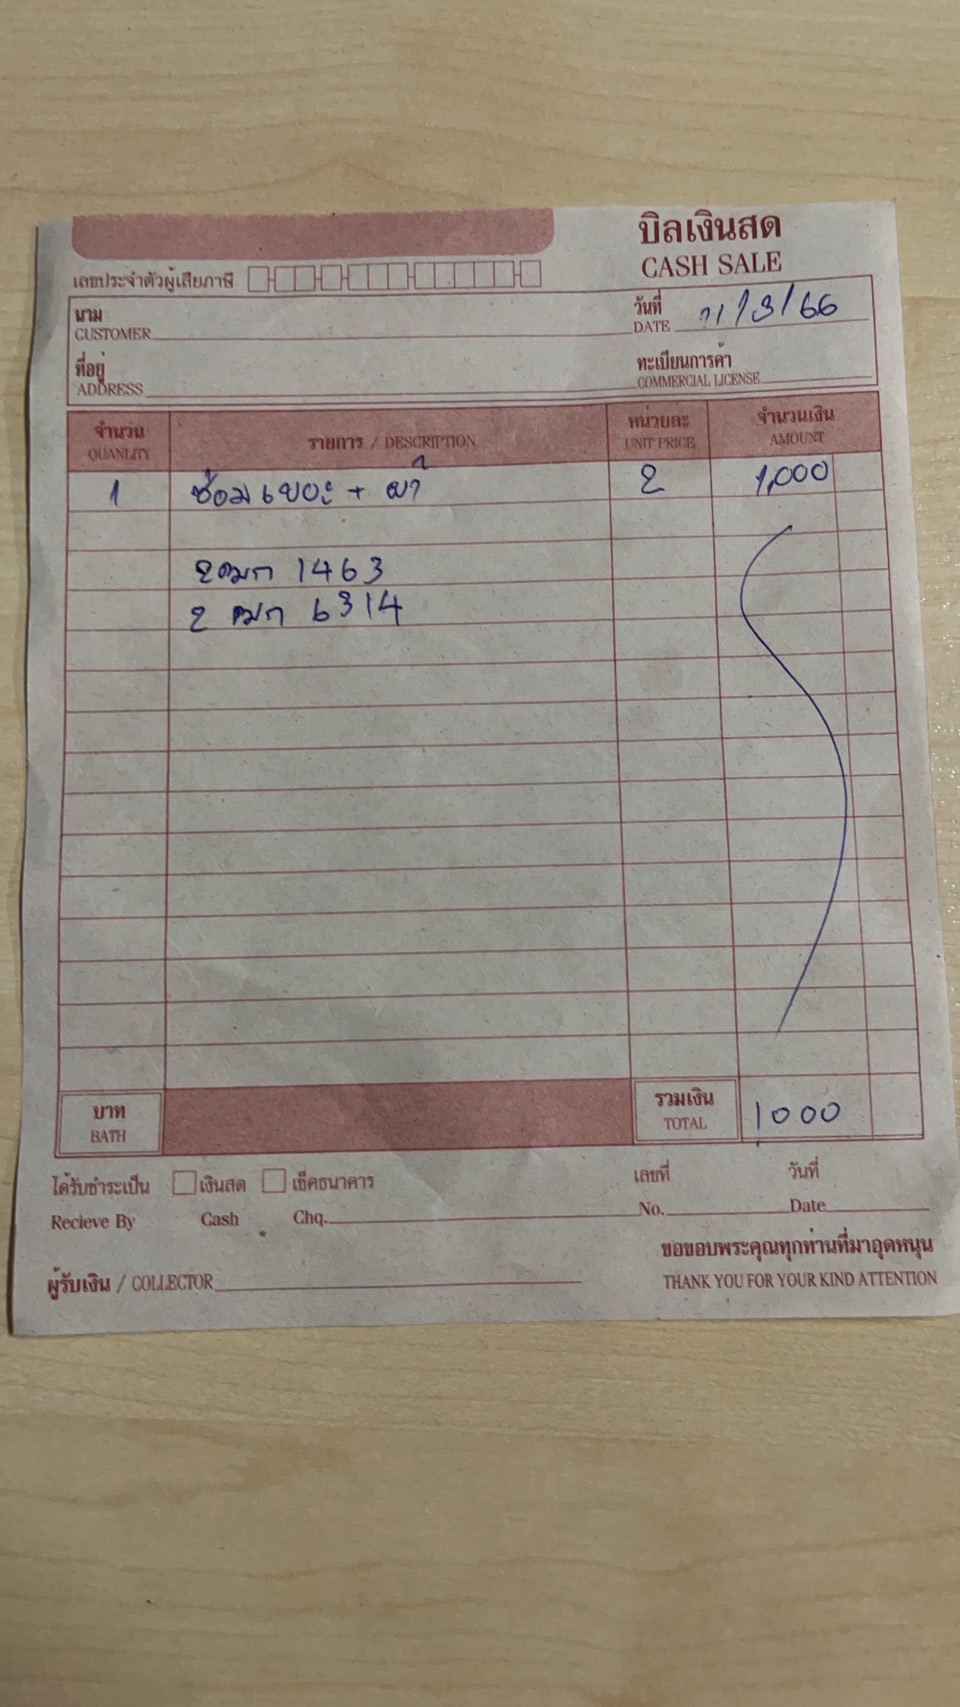 บิลเงินสด
CASH SALE
เลขประจำตัวผู้เสียภาษี
นาม
CUSTOMER
วันที่
DATE
/3/66
ที่อยู่
ADDRESS
ทะเบียนการค้า
COMMERCIAL LICENSE
จำนวน
QUANLITY
รายการ / DESCRIPTION
หน่วยละ
UNIT PRICE
จำนวนเงิน
AMOUNT
1 ซ่อมเบอะ + 2 1,000
2ฒก 1463
2 ฒก 6314
บาท
BATH
รวมเงิน
TOTAL
1000
ได้รับชำระเป็น เงินสด เช็คธนาคาร เลขที่ วันที่
Recieve By Cash Chq. No. Date
ขอขอบพระคุณทุกท่านที่มาอุดหนุน
ผู้รับเงิน / COLLECTOR THANK YOU FOR YOUR KIND ATTENTION